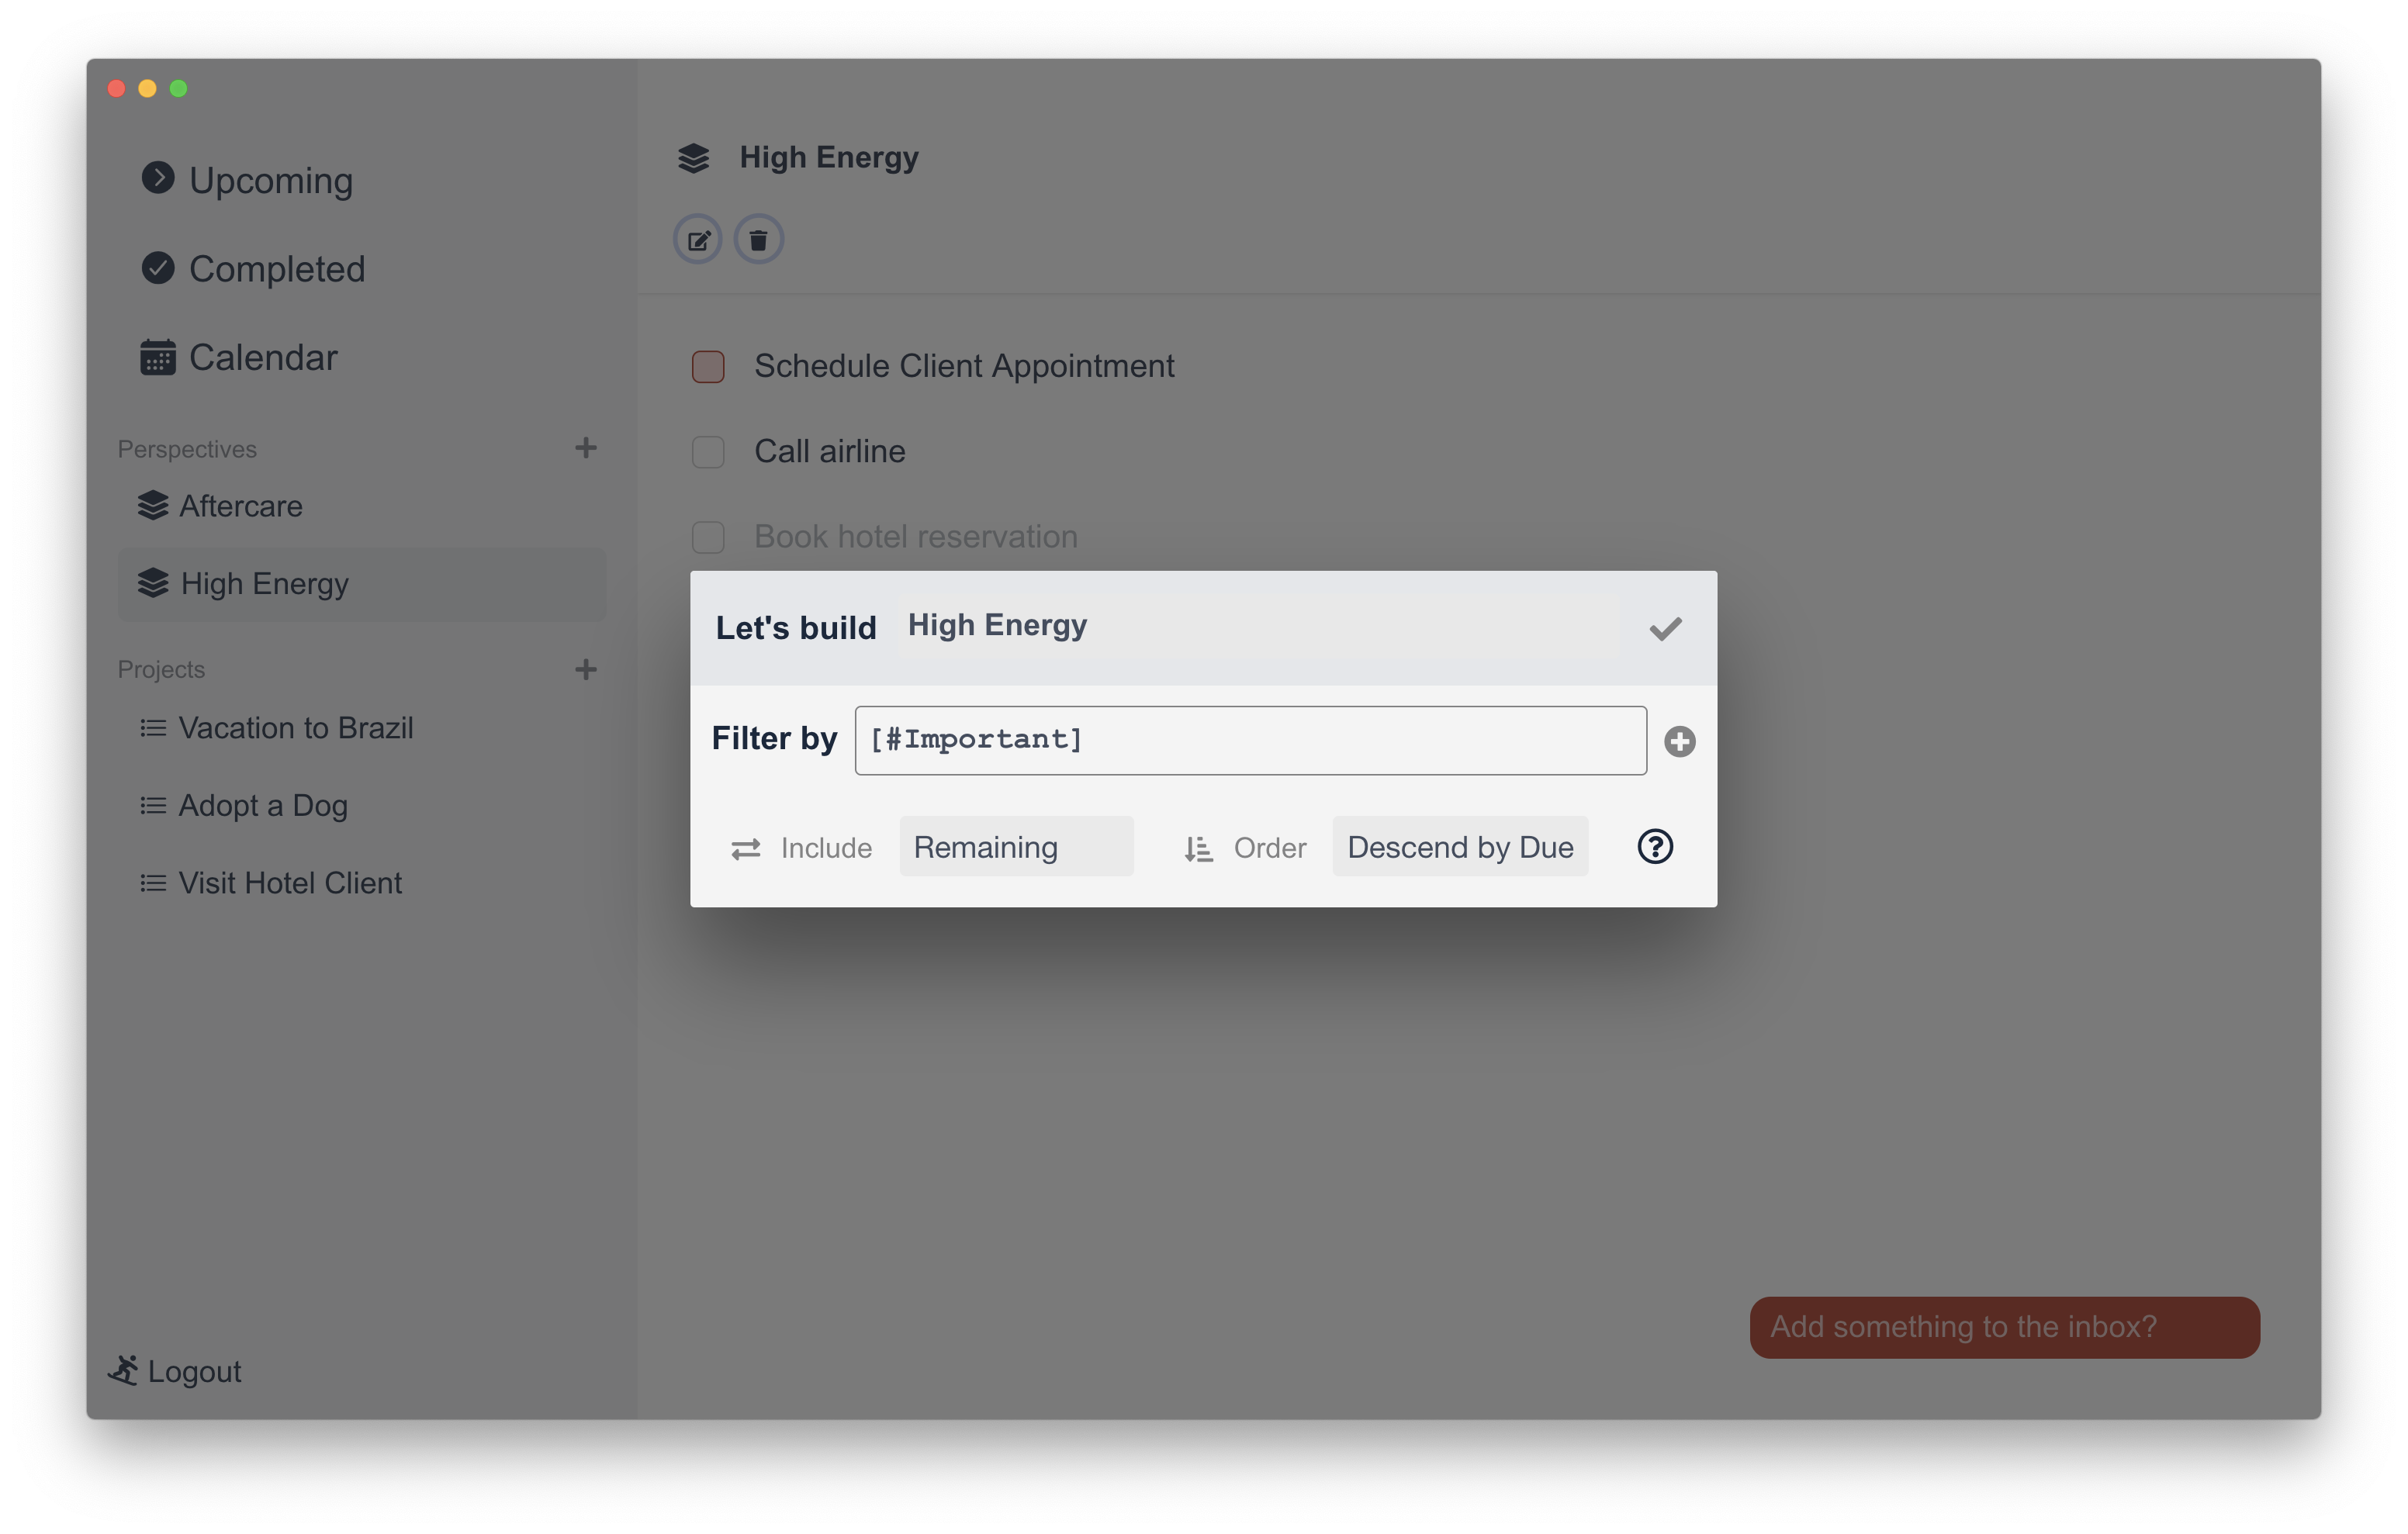 Upcoming
Completed
Calendar
Perspectives
Aftercare
High Energy
Projects
Vacation to Brazil
Adopt a Dog
Visit Hotel Client
Logout
High Energy
Schedule Client Appointment
Call airline
Book hotel reservation
Let's build High Energy
Filter by [#Important]
Include Remaining Order Descend by Due
Add something to the inbox?